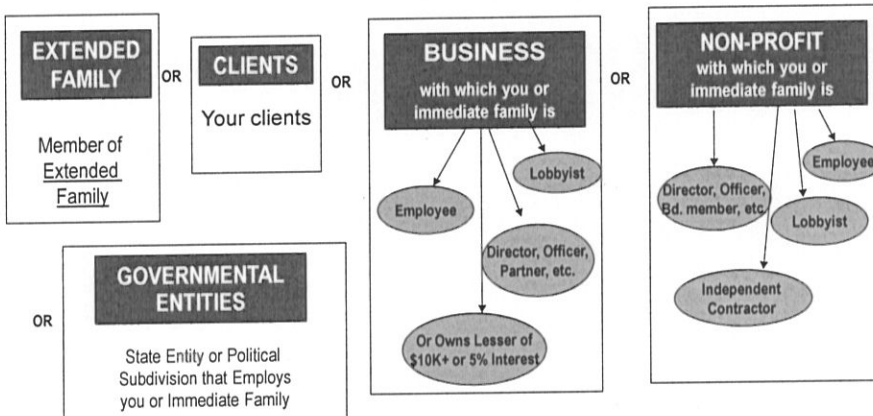 EXTENDED
FAMILY
Member of
Extended
Family
OR
CLIENTS
Your clients
OR
BUSINESS
with which you or
immediate family is
Lobbyist
Employee
Director, Officer,
Partner, etc.
Or Owns Lesser of
$10K+ or 5% Interest
OR
NON-PROFIT
with which you or
immediate family is
Employee
Director, Officer,
Bd. member, etc
Lobbyist
Independent
Contractor
OR
GOVERNMENTAL
ENTITIES
State Entity or Political
Subdivision that Employs
you or Immediate Family